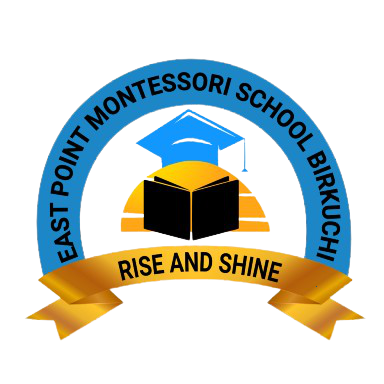 EAST POINT MONTESSORI SCHOOL BIRKUCHI
RISE AND SHINE